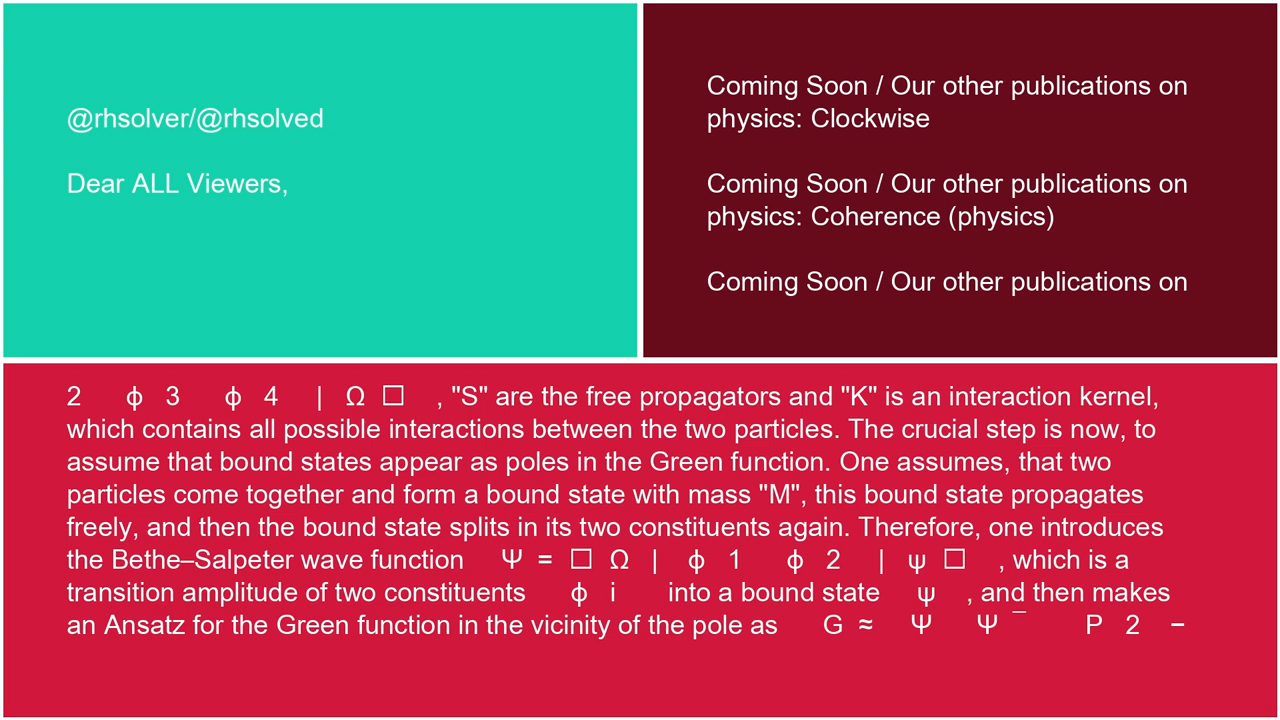 @rhsolver/@rhsolved
Dear ALL Viewers,
Coming Soon / Our other publications on
physics: Clockwise
Coming Soon / Our other publications on
physics: Coherence (physics)
Coming Soon / Our other publications on
2 ϕ 3 ϕ 4 | Ω □ , "S" are the free propagators and "K" is an interaction kernel,
which contains all possible interactions between the two particles. The crucial step is now, to
assume that bound states appear as poles in the Green function. One assumes, that two
particles come together and form a bound state with mass "M", this bound state propagates
freely, and then the bound state splits in its two constituents again. Therefore, one introduces
the Bethe–Salpeter wave function Ψ = □ Ω | ϕ 1 ϕ 2 | ψ □ , which is a
transition amplitude of two constituents ϕ i into a bound state ψ , and then makes
an Ansatz for the Green function in the vicinity of the pole as G ≈ Ψ Ψ ¯ P 2 −